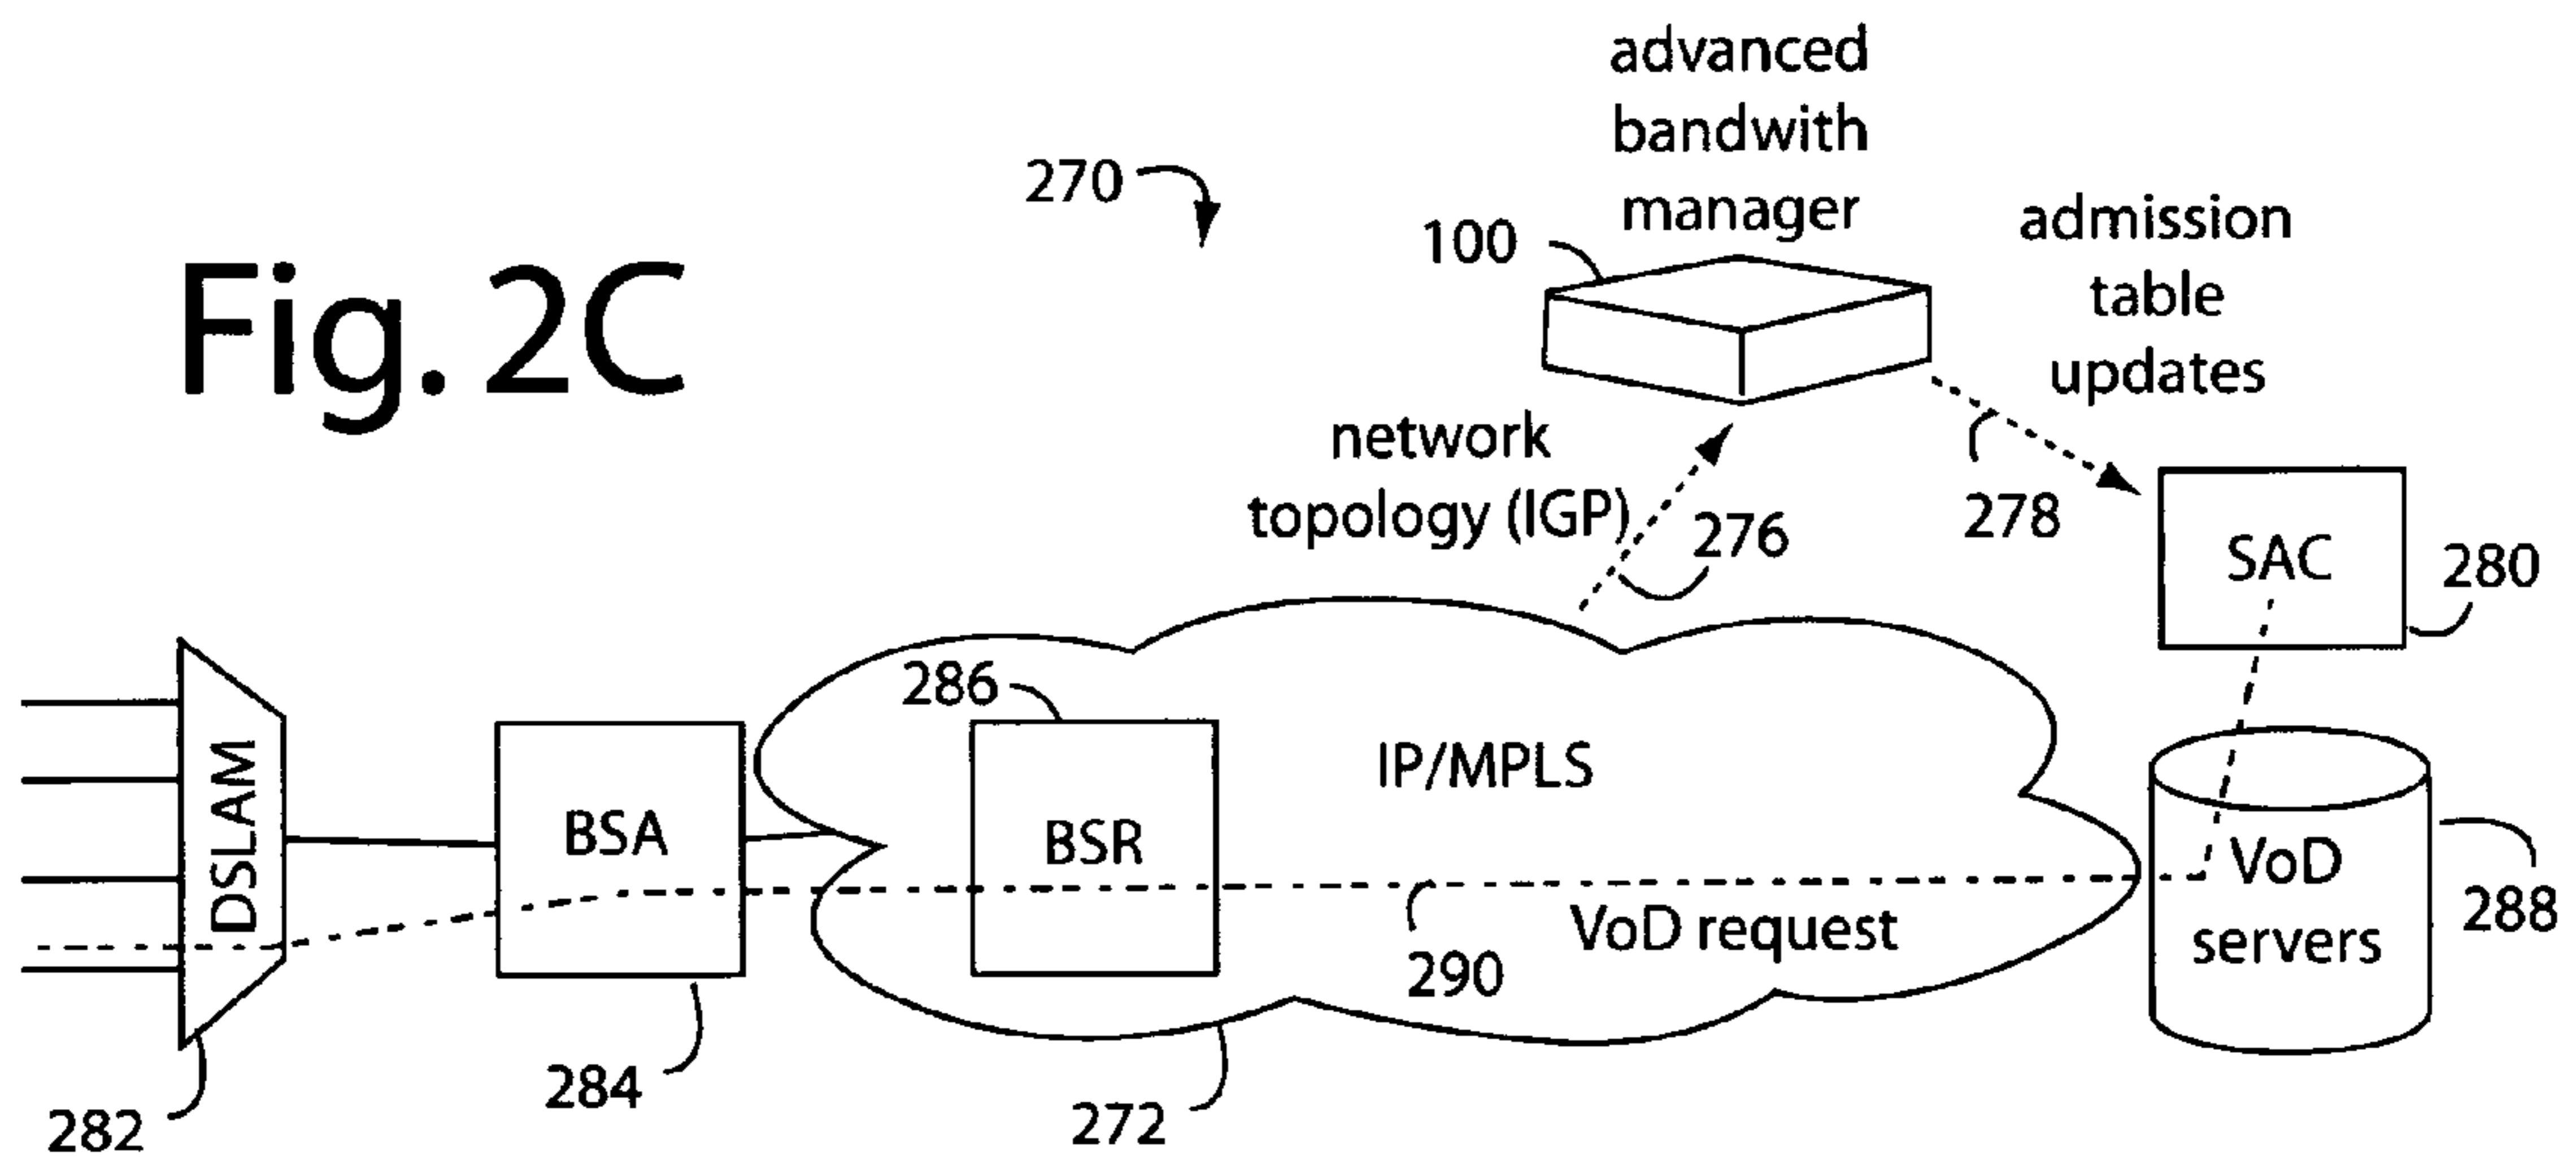 advanced
bandwith
manager
270
100
admission
table
updates
Fig. 2C
network
topology (IGP)
276
278
SAC
280
286
IP/MPLS
DSLAM
BSA
BSR
VoD
servers
288
VoD request
290
284
272
282